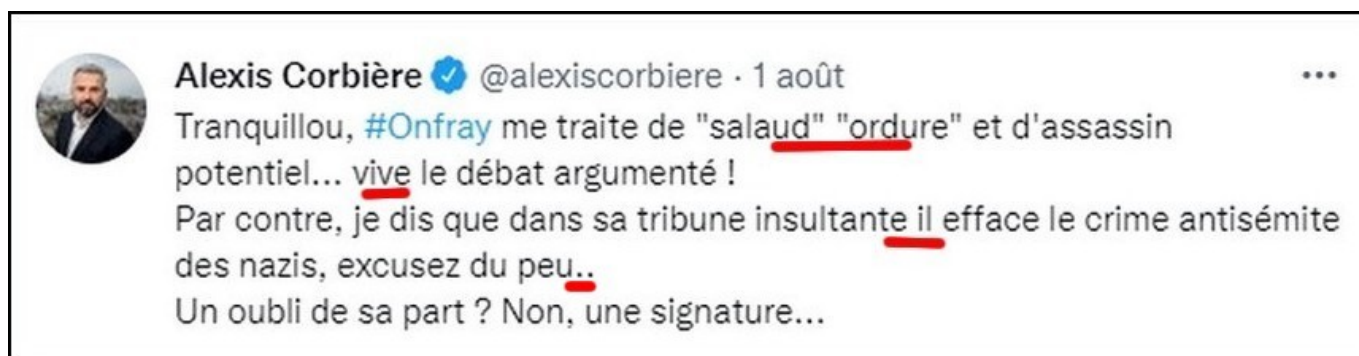 Alexis Corbière @alexiscorbiere · 1 août
Tranquillou, #Onfray me traite de "salaud" "ordure" et d'assassin
potentiel... vive le débat argumenté !
Par contre, je dis que dans sa tribune insultante il efface le crime antisémite
des nazis, excusez du peu..
Un oubli de sa part ? Non, une signature...